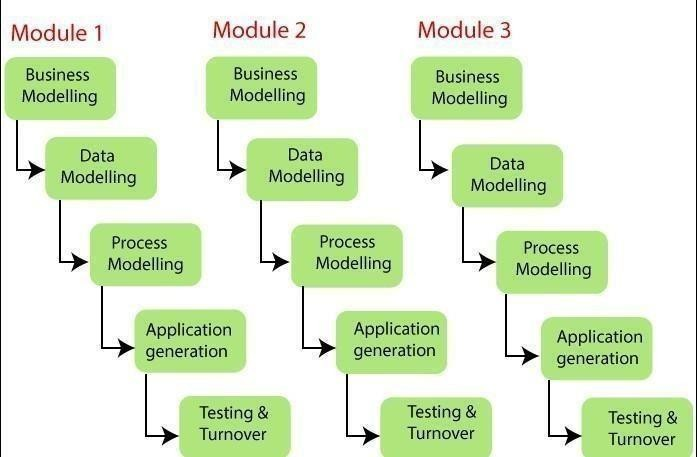 Module 1
Business
Modelling
Data
Modelling
Process
Modelling
Application
generation
Testing &
Turnover
Module 2
Business
Modelling
Data
Modelling
Process
Modelling
Application
generation
Testing &
Turnover
Module 3
Business
Modelling
Data
Modelling
Process
Modelling
Application
generation
Testing &
Turnover